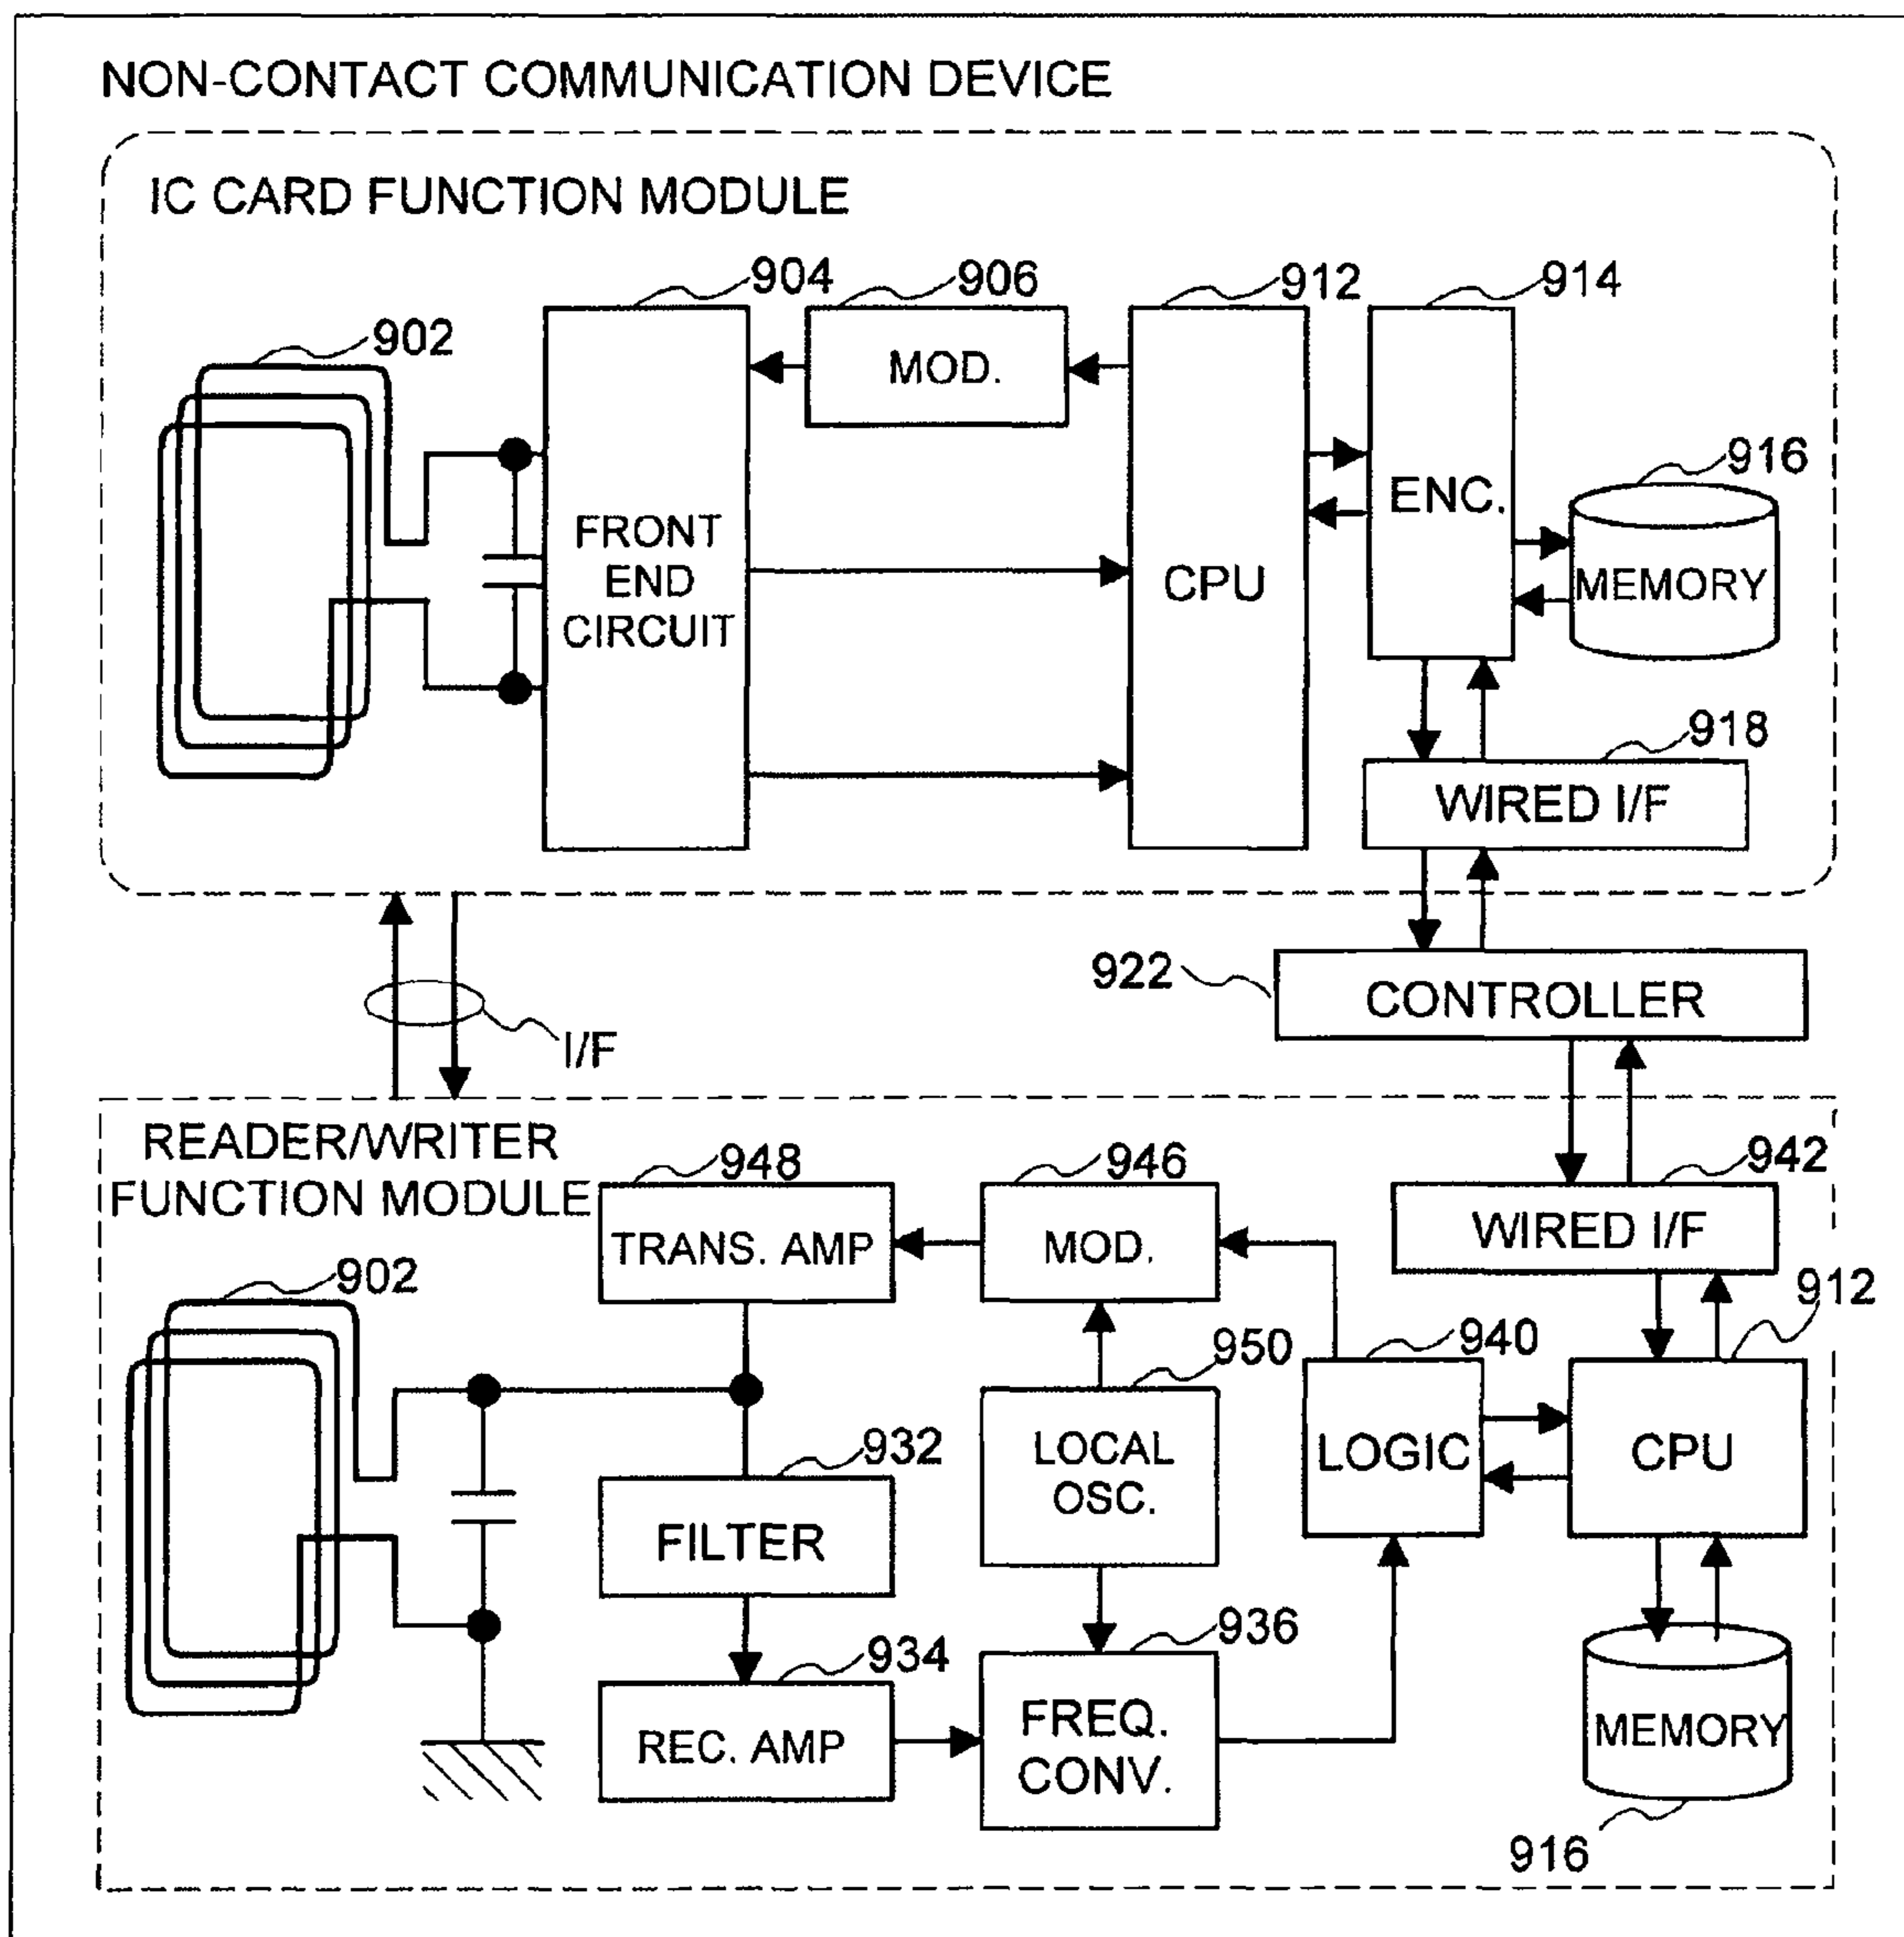 NON-CONTACT COMMUNICATION DEVICE
IC CARD FUNCTION MODULE
904
906
912
914
902
MOD.
916
FRONT
END
CIRCUIT
CPU
ENC.
MEMORY
918
WIRED I/F
922
CONTROLLER
I/F
READER/WRITER
FUNCTION MODULE
948
946
942
TRANS. AMP
MOD.
WIRED I/F
902
912
950
940
932
LOCAL
OSC.
LOGIC
CPU
FILTER
936
934
FREQ.
CONV.
REC. AMP
MEMORY
916